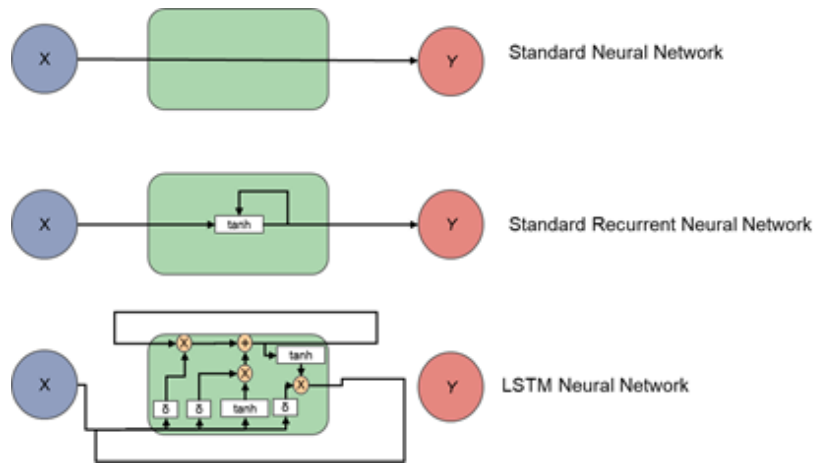 X
Y
Standard Neural Network
X
tanh
Y
Standard Recurrent Neural Network
X
X
+
tanh
X
X
δ
δ
tanh
δ
Y
LSTM Neural Network